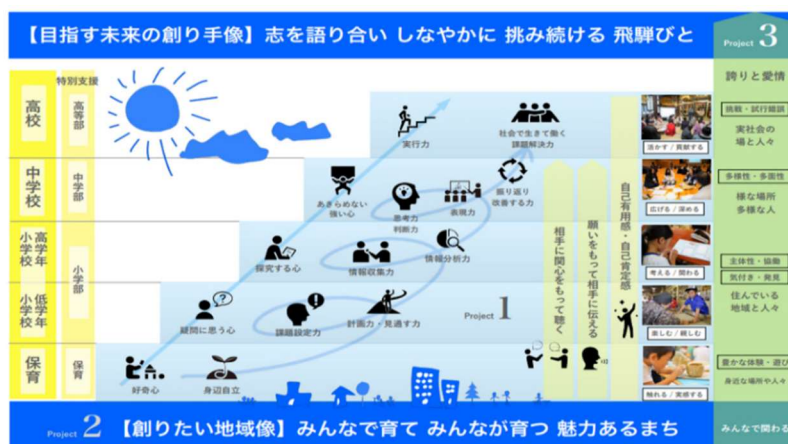 【目指す未来の創り手像】志を語り合い しなやかに 挑み続ける 飛騨びと
Project 3
誇りと愛情
挑戦・試行錯誤
実社会の
場と人々
多様性・多面性
様な場所
多様な人
主体性・協働
気付き・発見
住んでいる
地域と人々
豊かな体験・遊び
身近な場所や人々
みんなで関わる
特別支援
高校
高等部
中学校
中学部
小学校
高学年
小学部
小学校
低学年
保育
保育
実行力
社会で生きて働く
課題解決力
あきらめない
強い心
思考力
判断力
表現力
振り返り
改善する力
探究する心
情報収集力
情報分析力
疑問に思う心
課題設定力
計画力・見通す力
Project 1
好奇心
身辺自立
相手に関心をもって聴く
願いをもって相手に伝える
自己有用感・自己肯定感
活かす / 貢献する
広げる / 深める
考える / 関わる
楽しむ / 親しむ
触れる / 実感する
Project 2 【創りたい地域像】みんなで育て みんなが育つ 魅力あるまち